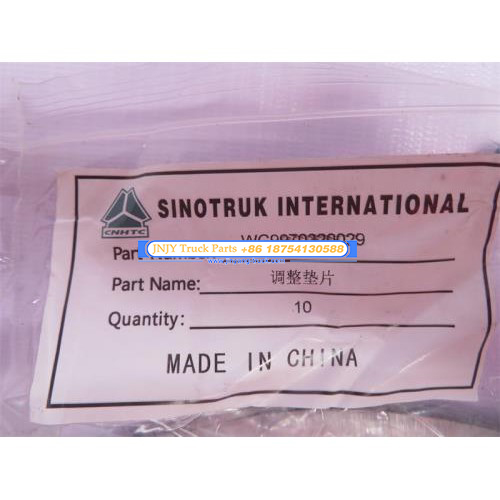 SINOTRUK INTERNATIONAL
CNHTC
JNJY Truck Parts +86 18754130588
Part Name: 调整垫片
Quantity: 10
MADE IN CHINA